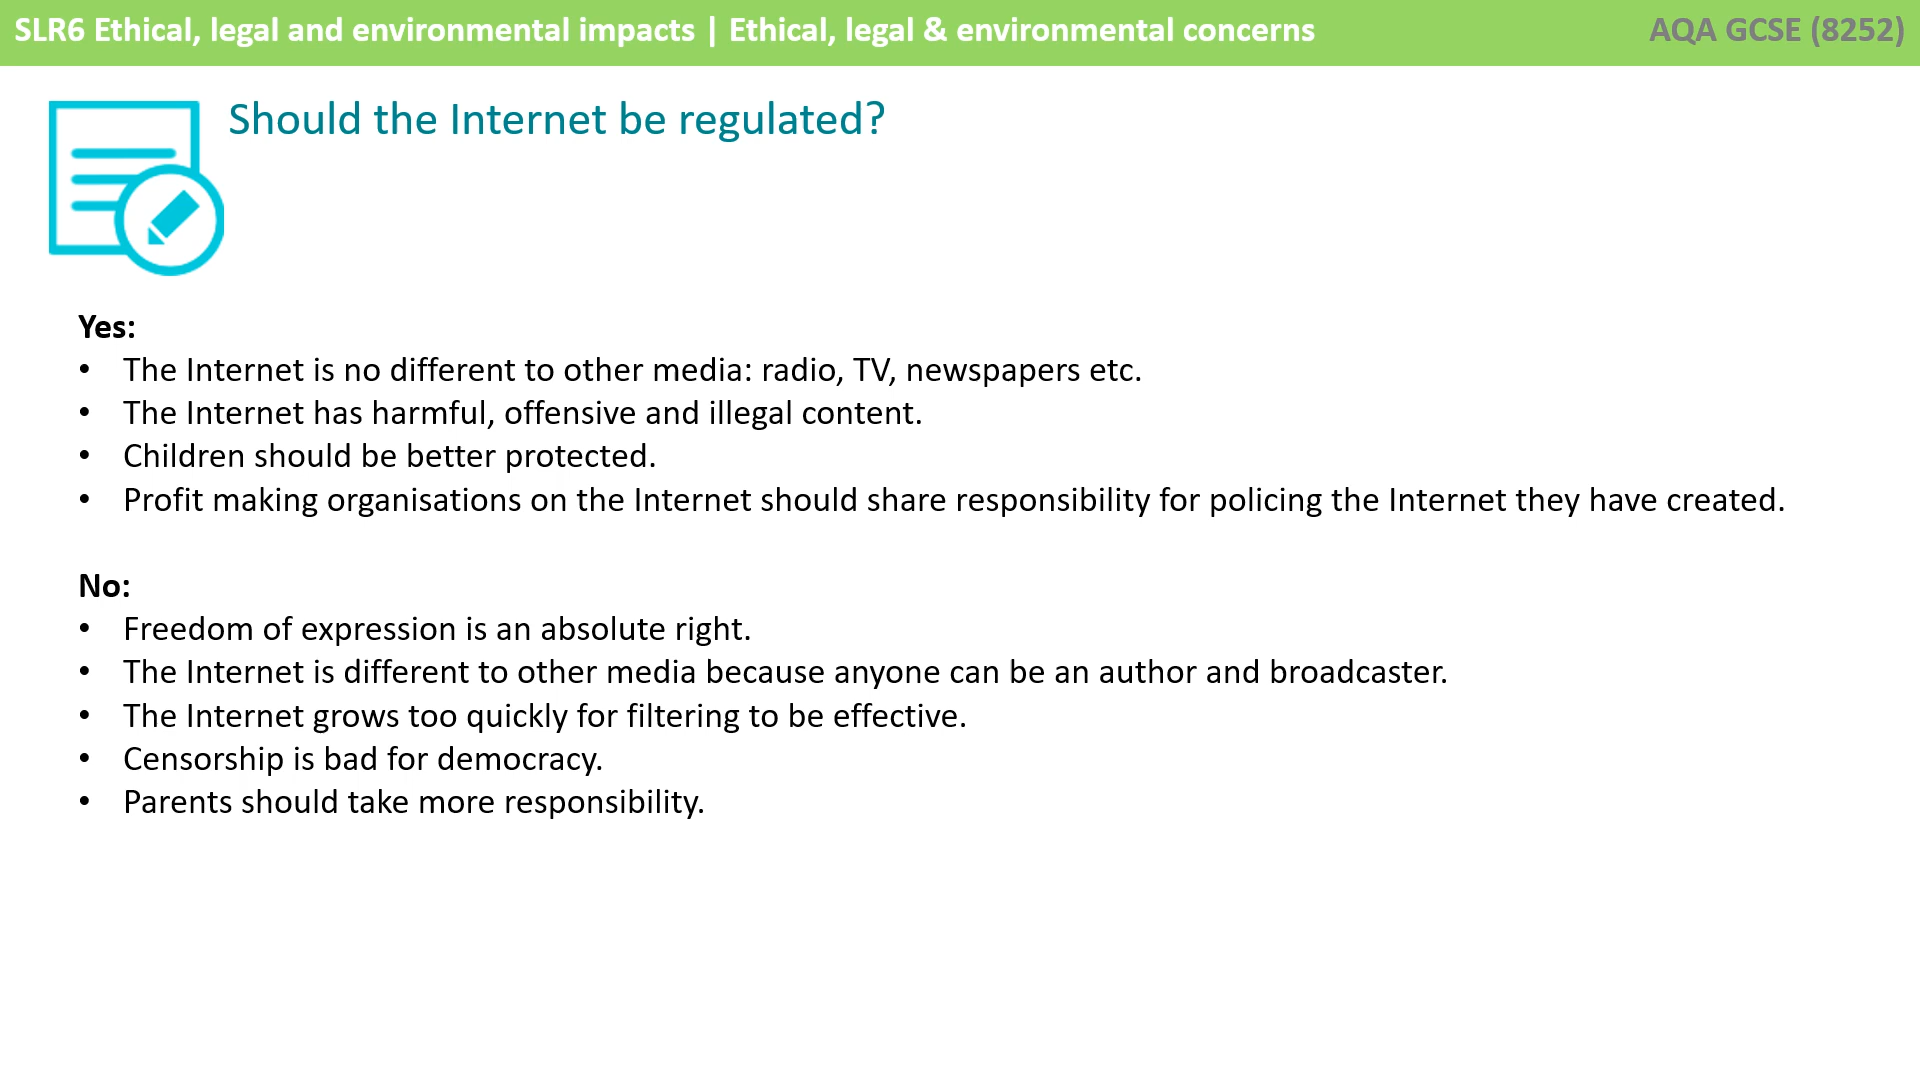 SLR6 Ethical, legal and environmental impacts | Ethical, legal & environmental concerns
AQA GCSE (8252)
Should the Internet be regulated?
Yes:
• The Internet is no different to other media: radio, TV, newspapers etc.
• The Internet has harmful, offensive and illegal content.
• Children should be better protected.
• Profit making organisations on the Internet should share responsibility for policing the Internet they have created.
No:
• Freedom of expression is an absolute right.
• The Internet is different to other media because anyone can be an author and broadcaster.
• The Internet grows too quickly for filtering to be effective.
• Censorship is bad for democracy.
• Parents should take more responsibility.